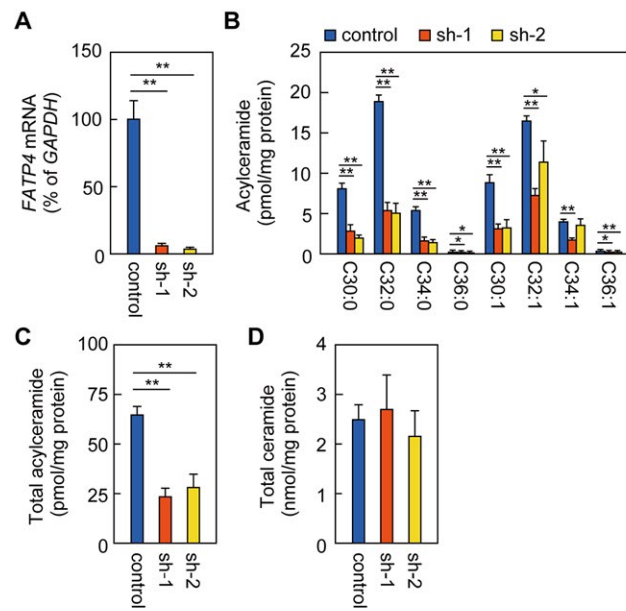 A
FATP4 mRNA
(% of GAPDH)
150
100
50
0
**
**
control
sh-1
sh-2
B
control sh-1 sh-2
Acylceramide
(pmol/mg protein)
25
20
15
10
5
0
**
**
**
**
**
**
*
*
**
**
*
**
**
**
*
C30:0
C32:0
C34:0
C36:0
C30:1
C32:1
C34:1
C36:1
C
Total acylceramide
(pmol/mg protein)
100
75
50
25
0
**
**
control
sh-1
sh-2
D
Total ceramide
(nmol/mg protein)
4
3
2
1
0
control
sh-1
sh-2